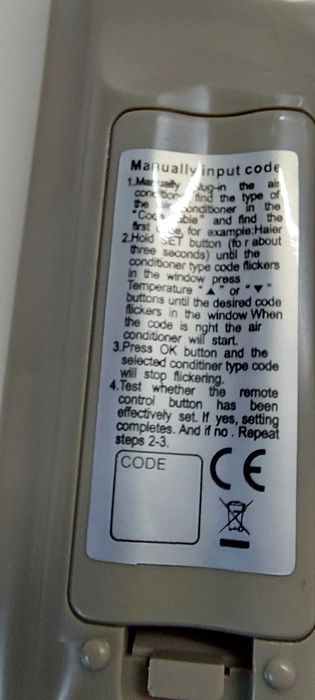 Manually input code
1.Manually plug-in the air
conditioner, find the type of
the air conditioner in the
"Code table" and find the
first for example:Haier
2.Hold SET button (fo r about
three seconds) until the
conditioner type code flickers
in the window press
Temperature "▲" or "▼"
buttons until the desired code
flickers in the window When
the code is right the air
conditioner will start.
3.Press OK button and the
selected conditiner type code
will stop flickering.
4.Test whether the remote
control button has been
effectively set. If yes, setting
completes. And if no . Repeat
steps 2-3.
CODE
CE